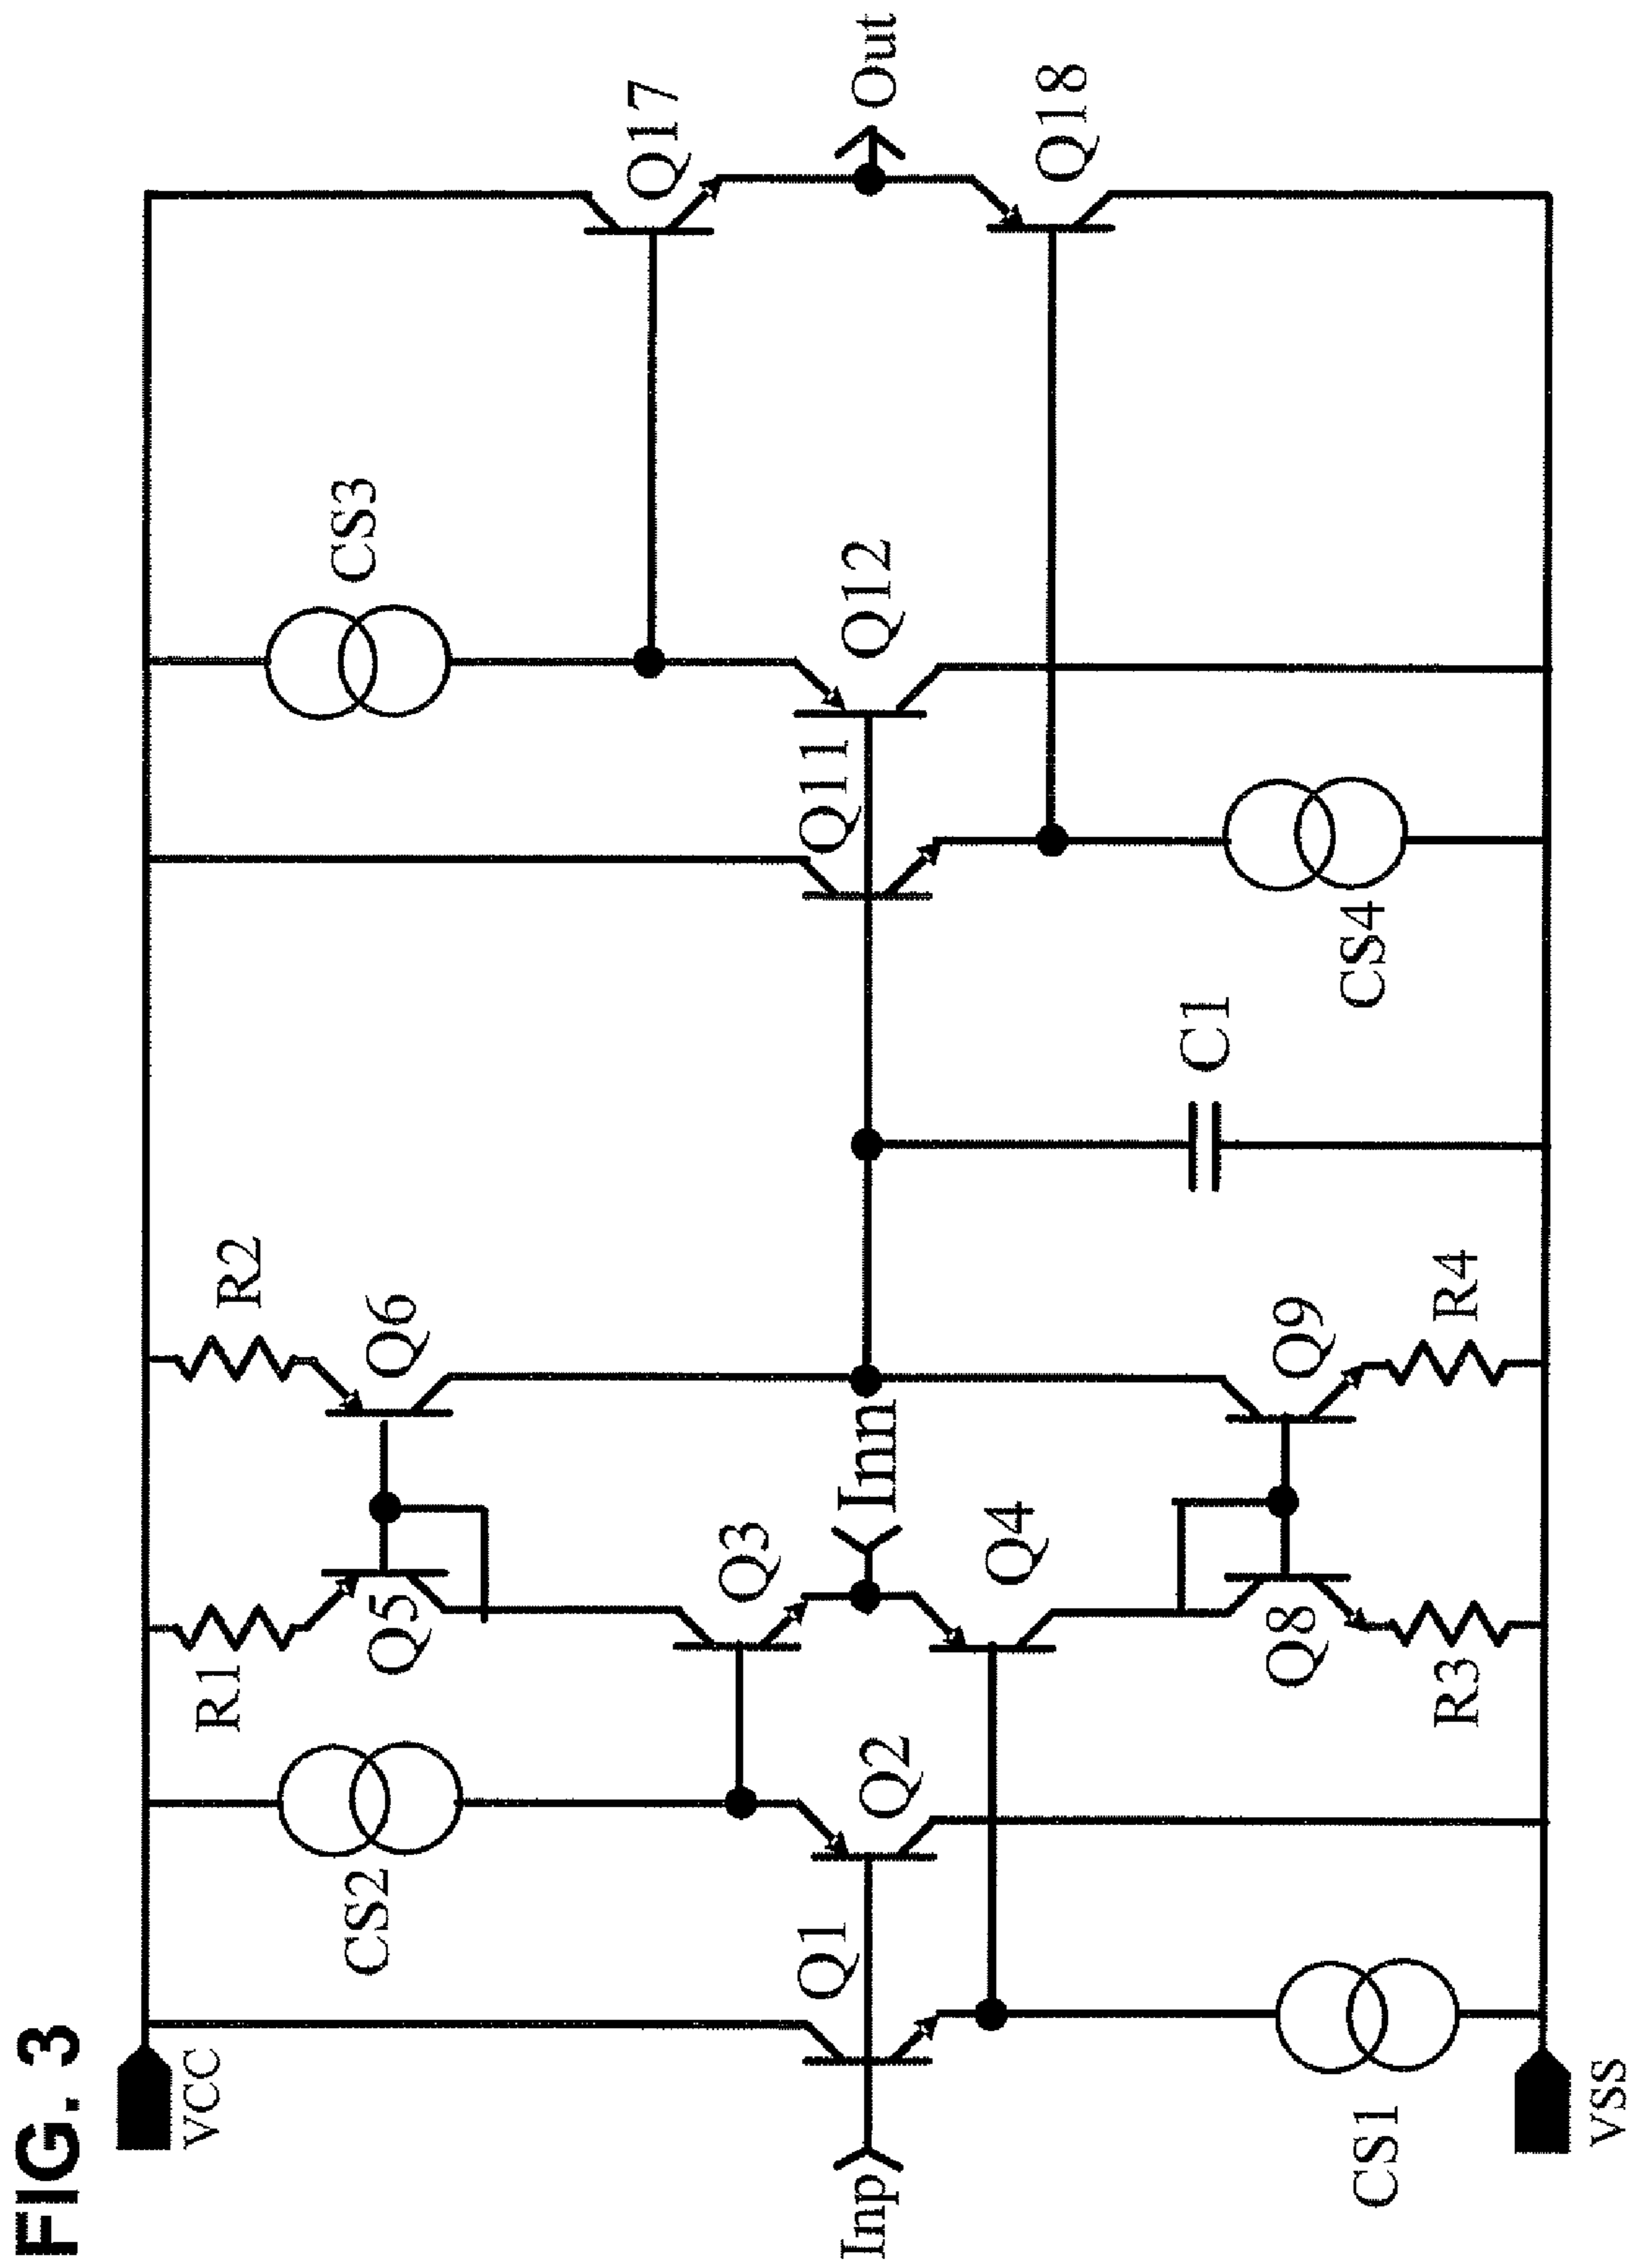 FIG. 3
VCC
R1
R2
CS3
CS2
Q5
Q6
Q17
Q3
Q1
Q2
Q11
Q12
Inp
Inn
Out
Q4
Q18
C1
Q8
Q9
CS1
CS4
R3
R4
VSS